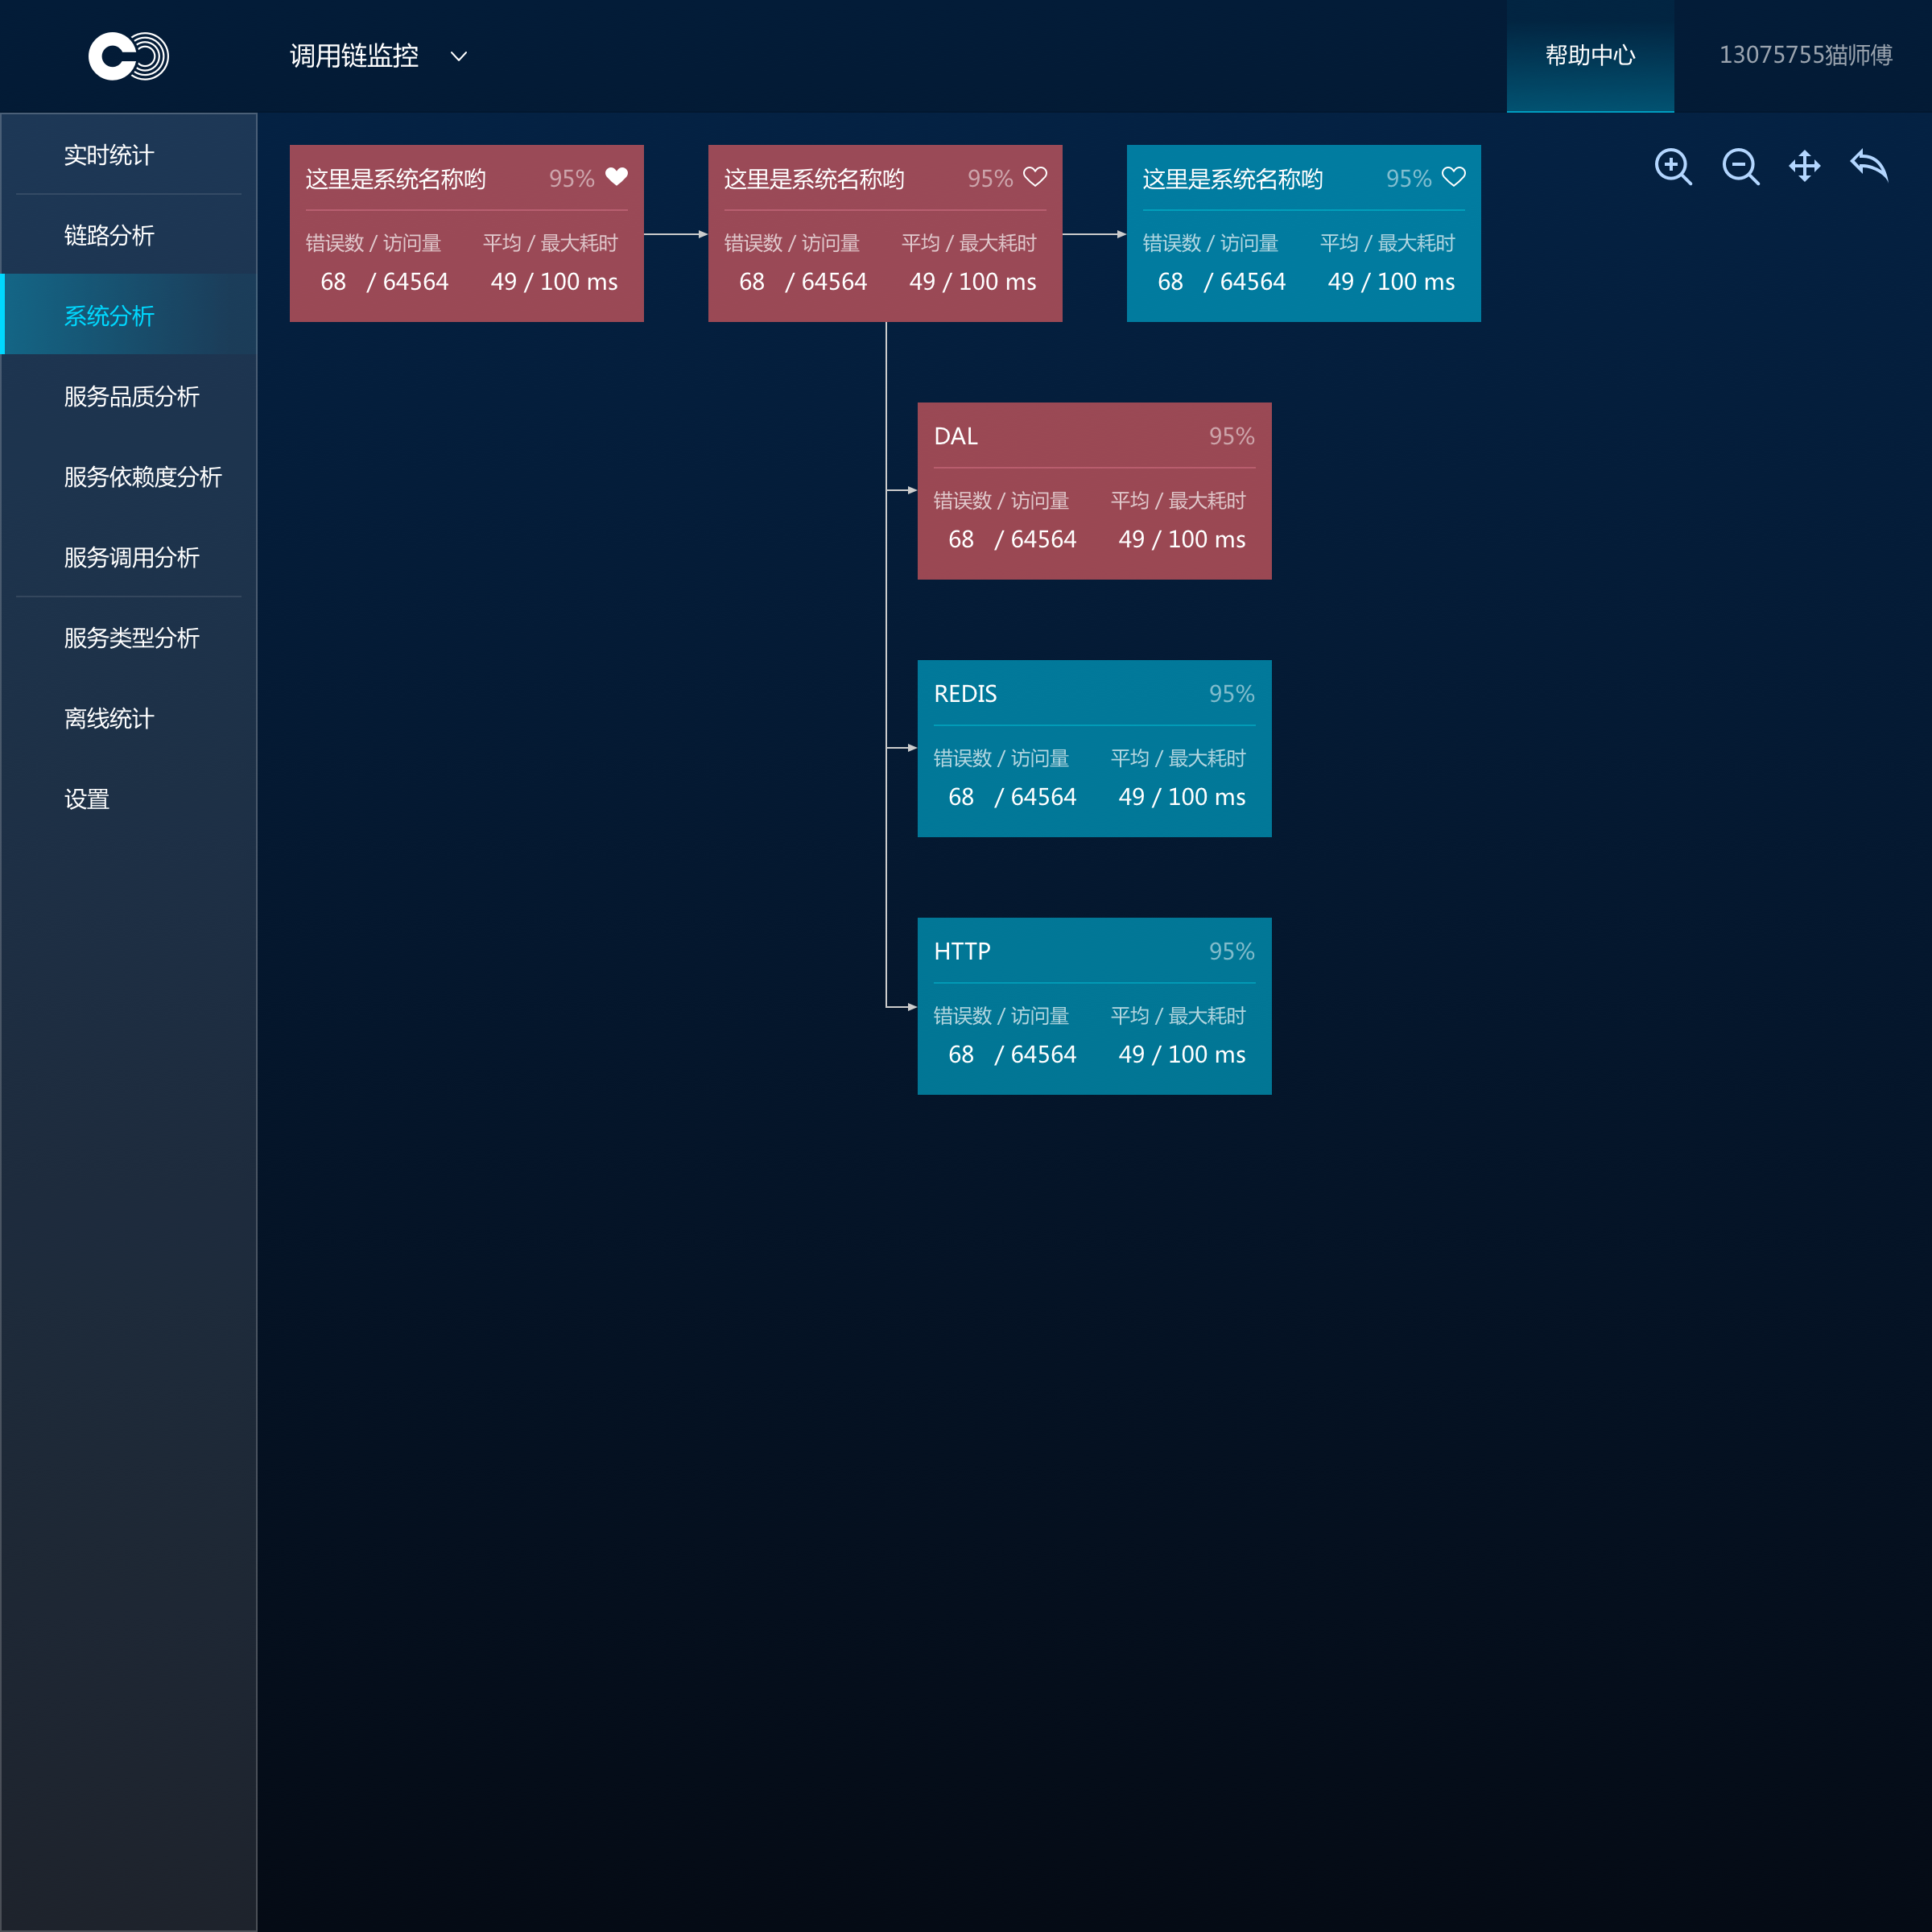 调用链监控
帮助中心
13075755猫师傅
实时统计
链路分析
系统分析
服务品质分析
服务依赖度分析
服务调用分析
服务类型分析
离线统计
设置
这里是系统名称哟 95%
错误数 / 访问量 平均 / 最大耗时
68 / 64564 49 / 100 ms
这里是系统名称哟 95%
错误数 / 访问量 平均 / 最大耗时
68 / 64564 49 / 100 ms
这里是系统名称哟 95%
错误数 / 访问量 平均 / 最大耗时
68 / 64564 49 / 100 ms
DAL 95%
错误数 / 访问量 平均 / 最大耗时
68 / 64564 49 / 100 ms
REDIS 95%
错误数 / 访问量 平均 / 最大耗时
68 / 64564 49 / 100 ms
HTTP 95%
错误数 / 访问量 平均 / 最大耗时
68 / 64564 49 / 100 ms